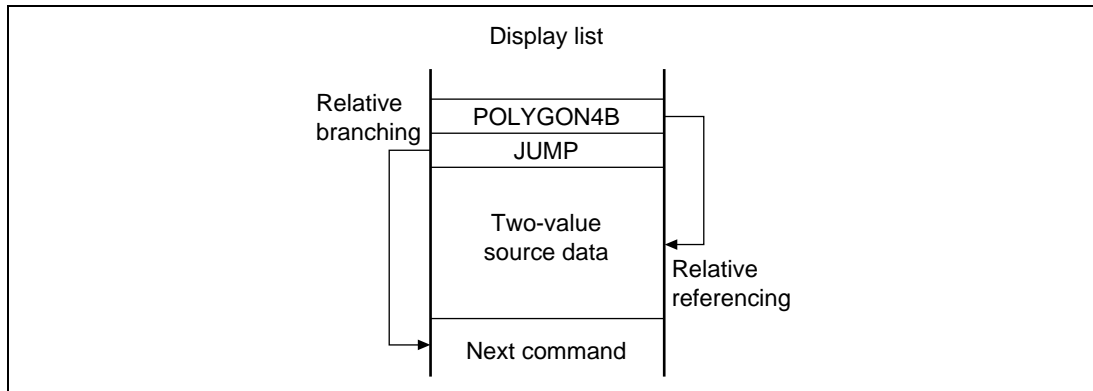 Display list
Relative
branching
POLYGON4B
JUMP
Two-value
source data
Relative
referencing
Next command